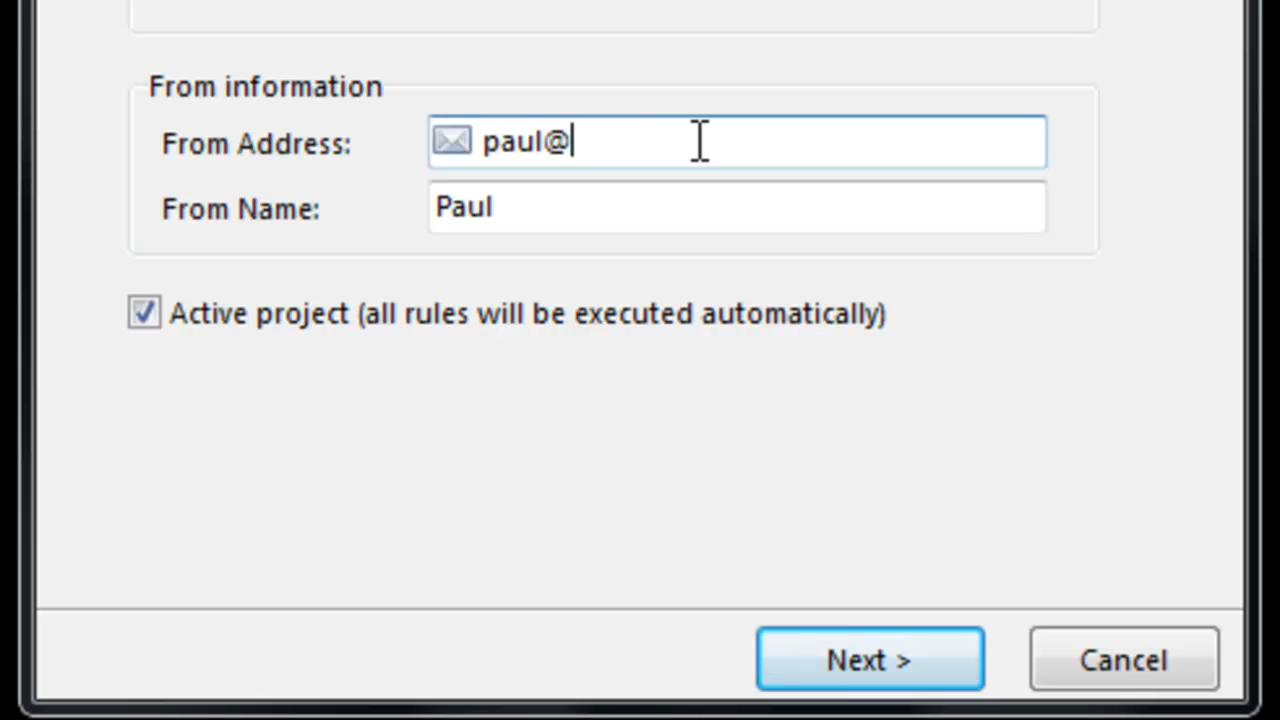 From information
From Address: paul@
From Name: Paul
Active project (all rules will be executed automatically)
Next > Cancel